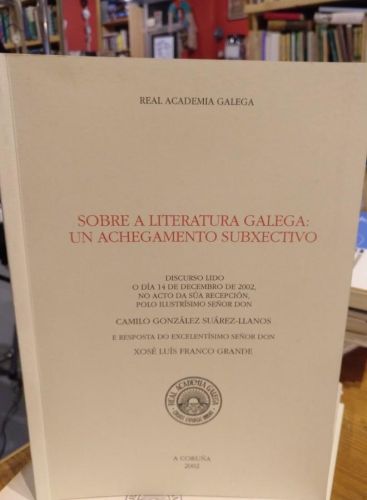 REAL ACADEMIA GALEGA
SOBRE A LITERATURA GALEGA:
UN ACHEGAMENTO SUBXECTIVO
DISCURSO LIDO
O DÍA 14 DE DECEMBRO DE 2002,
NO ACTO DA SÚA RECEPCIÓN,
POLO ILUSTRÍSIMO SEÑOR DON
CAMILO GONZÁLEZ SUÁREZ-LLANOS
E RESPOSTA DO EXCELENTÍSIMO SEÑOR DON
XOSÉ LUÍS FRANCO GRANDE
REAL ACADEMIA GALEGA
A CORUÑA
2002